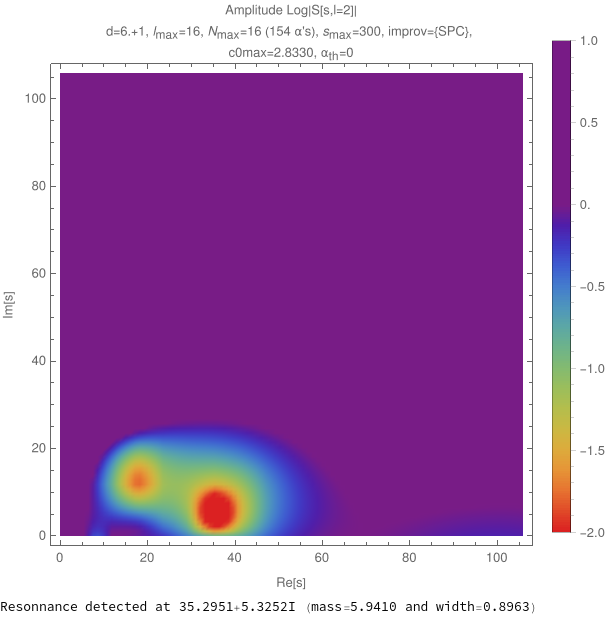 Amplitude Log|S[s,l=2]|
d=6.+1, lmax=16, Nmax=16 (154 α's), smax=300, improv={SPC},
c0max=2.8330, αth=0
1.0
0.5
0.
−0.5
−1.0
−1.5
−2.0
100
80
60
40
20
0
Im[s]
0 20 40 60 80 100
Re[s]
Resonnance detected at 35.2951+5.3252I (mass=5.9410 and width=0.8963)